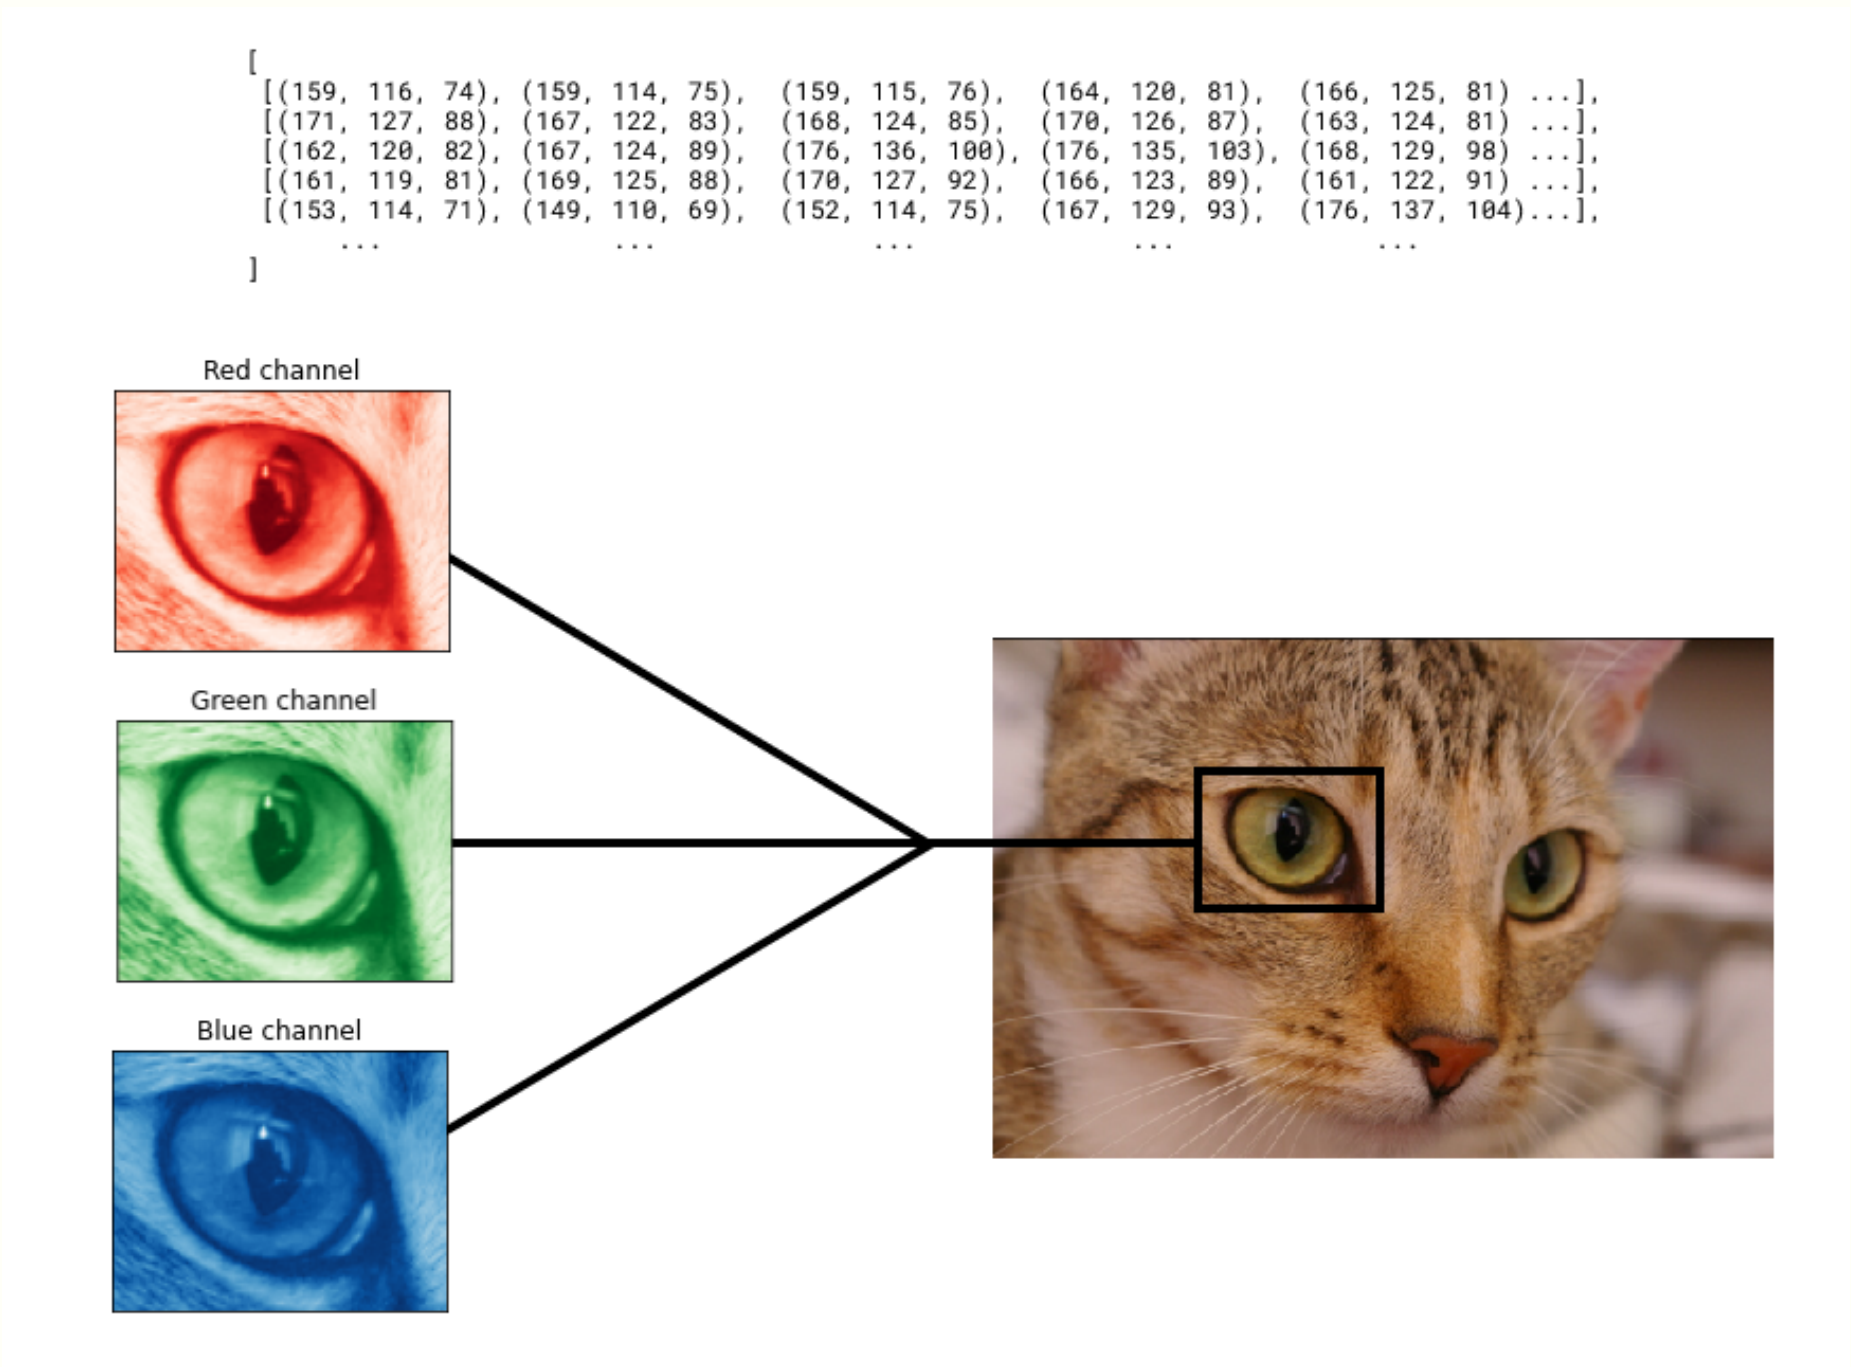 [
[(159, 116, 74), (159, 114, 75), (159, 115, 76), (164, 120, 81), (166, 125, 81) ...],
[(171, 127, 88), (167, 122, 83), (168, 124, 85), (170, 126, 87), (163, 124, 81) ...],
[(162, 120, 82), (167, 124, 89), (176, 136, 100), (176, 135, 103), (168, 129, 98) ...],
[(161, 119, 81), (169, 125, 88), (170, 127, 92), (166, 123, 89), (161, 122, 91) ...],
[(153, 114, 71), (149, 110, 69), (152, 114, 75), (167, 129, 93), (176, 137, 104)...],
... ... ... ... ...
]
Red channel
Green channel
Blue channel